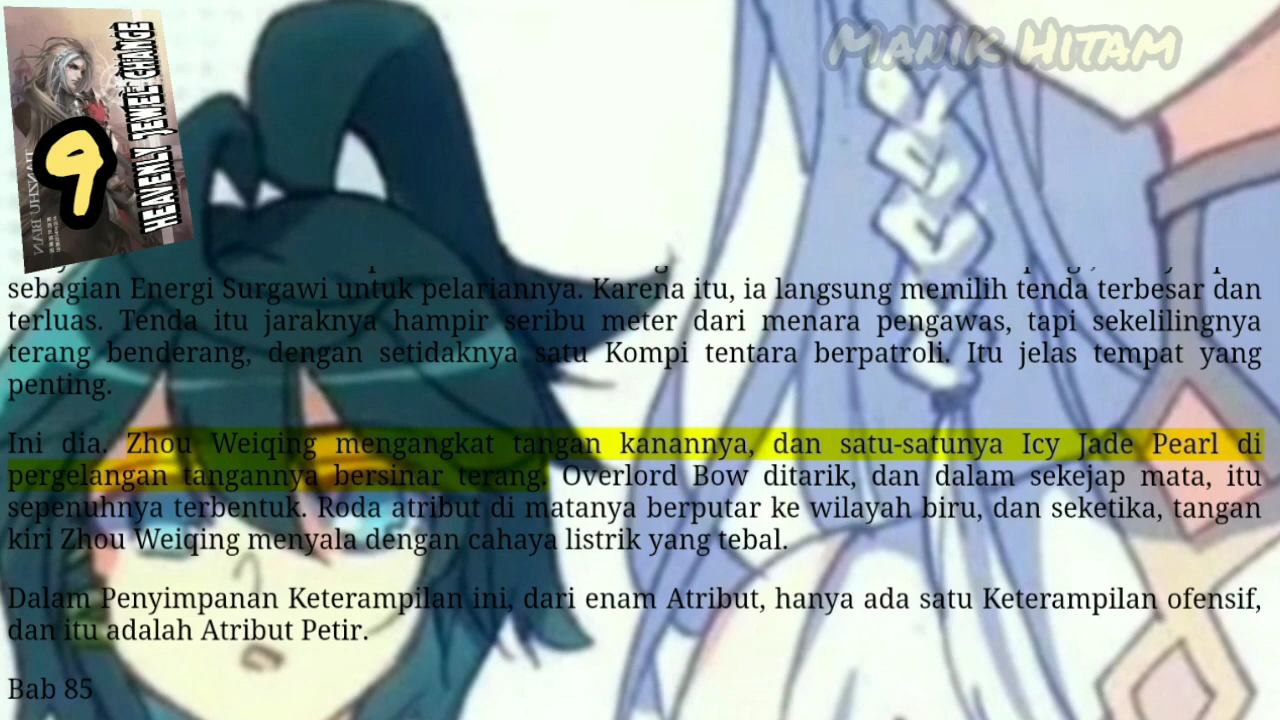 Manik Hitam
HEAVENLY JEWEL CHANGE
9
sebagian Energi Surgawi untuk pelariannya. Karena itu, ia langsung memilih tenda terbesar dan
terluas. Tenda itu jaraknya hampir seribu meter dari menara pengawas, tapi sekelilingnya
terang benderang, dengan setidaknya satu Kompi tentara berpatroli. Itu jelas tempat yang
penting.
Ini dia. Zhou Weiqing mengangkat tangan kanannya, dan satu-satunya Icy Jade Pearl di
pergelangan tangannya bersinar terang. Overlord Bow ditarik, dan dalam sekejap mata, itu
sepenuhnya terbentuk. Roda atribut di matanya berputar ke wilayah biru, dan seketika, tangan
kiri Zhou Weiqing menyala dengan cahaya listrik yang tebal.
Dalam Penyimpanan Keterampilan ini, dari enam Atribut, hanya ada satu Keterampilan ofensif,
dan itu adalah Atribut Petir.
Bab 85